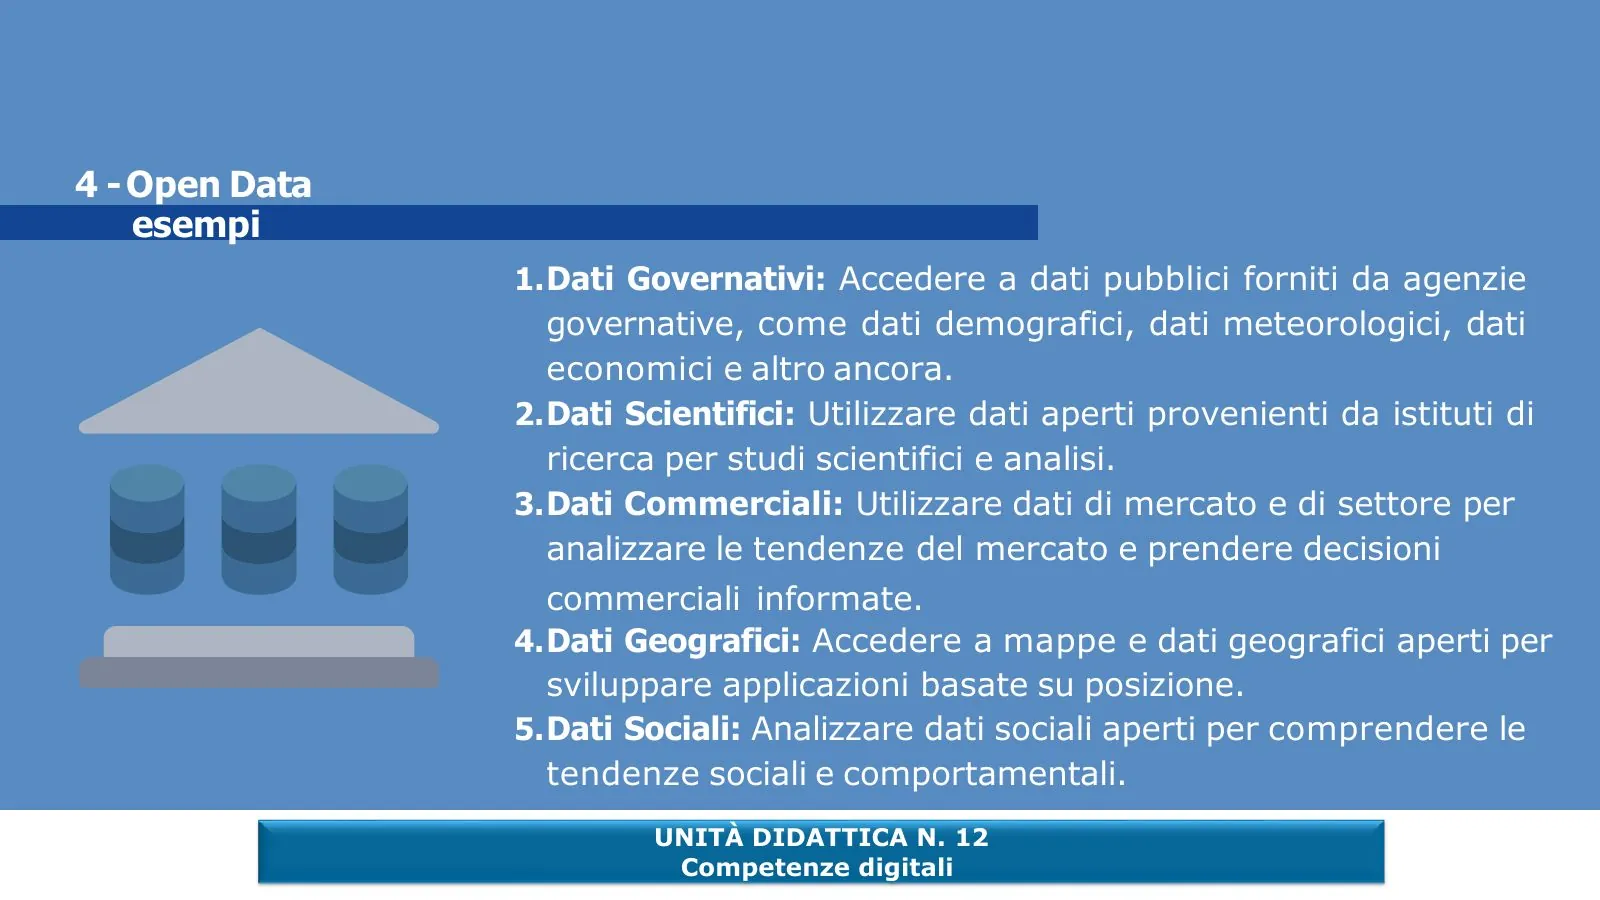 4 - Open Data
esempi
1. Dati Governativi: Accedere a dati pubblici forniti da agenzie
governative, come dati demografici, dati meteorologici, dati
economici e altro ancora.
2. Dati Scientifici: Utilizzare dati aperti provenienti da istituti di
ricerca per studi scientifici e analisi.
3. Dati Commerciali: Utilizzare dati di mercato e di settore per
analizzare le tendenze del mercato e prendere decisioni
commerciali informate.
4. Dati Geografici: Accedere a mappe e dati geografici aperti per
sviluppare applicazioni basate su posizione.
5. Dati Sociali: Analizzare dati sociali aperti per comprendere le
tendenze sociali e comportamentali.
UNITÀ DIDATTICA N. 12
Competenze digitali